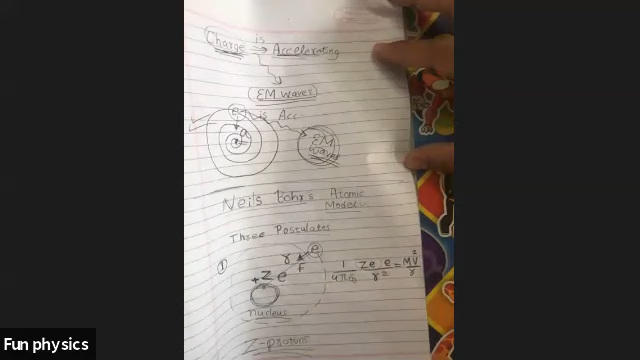 Charge is ⇒ Accelerating
EM waves
e is Acc
EM
waves
Neils Bohr's Atomic
Model
Three Postulates
①
e
r F
+Ze
1/4πε₀ Ze|e/r² = MV²/r
nucleus
Z-protons
Fun physics